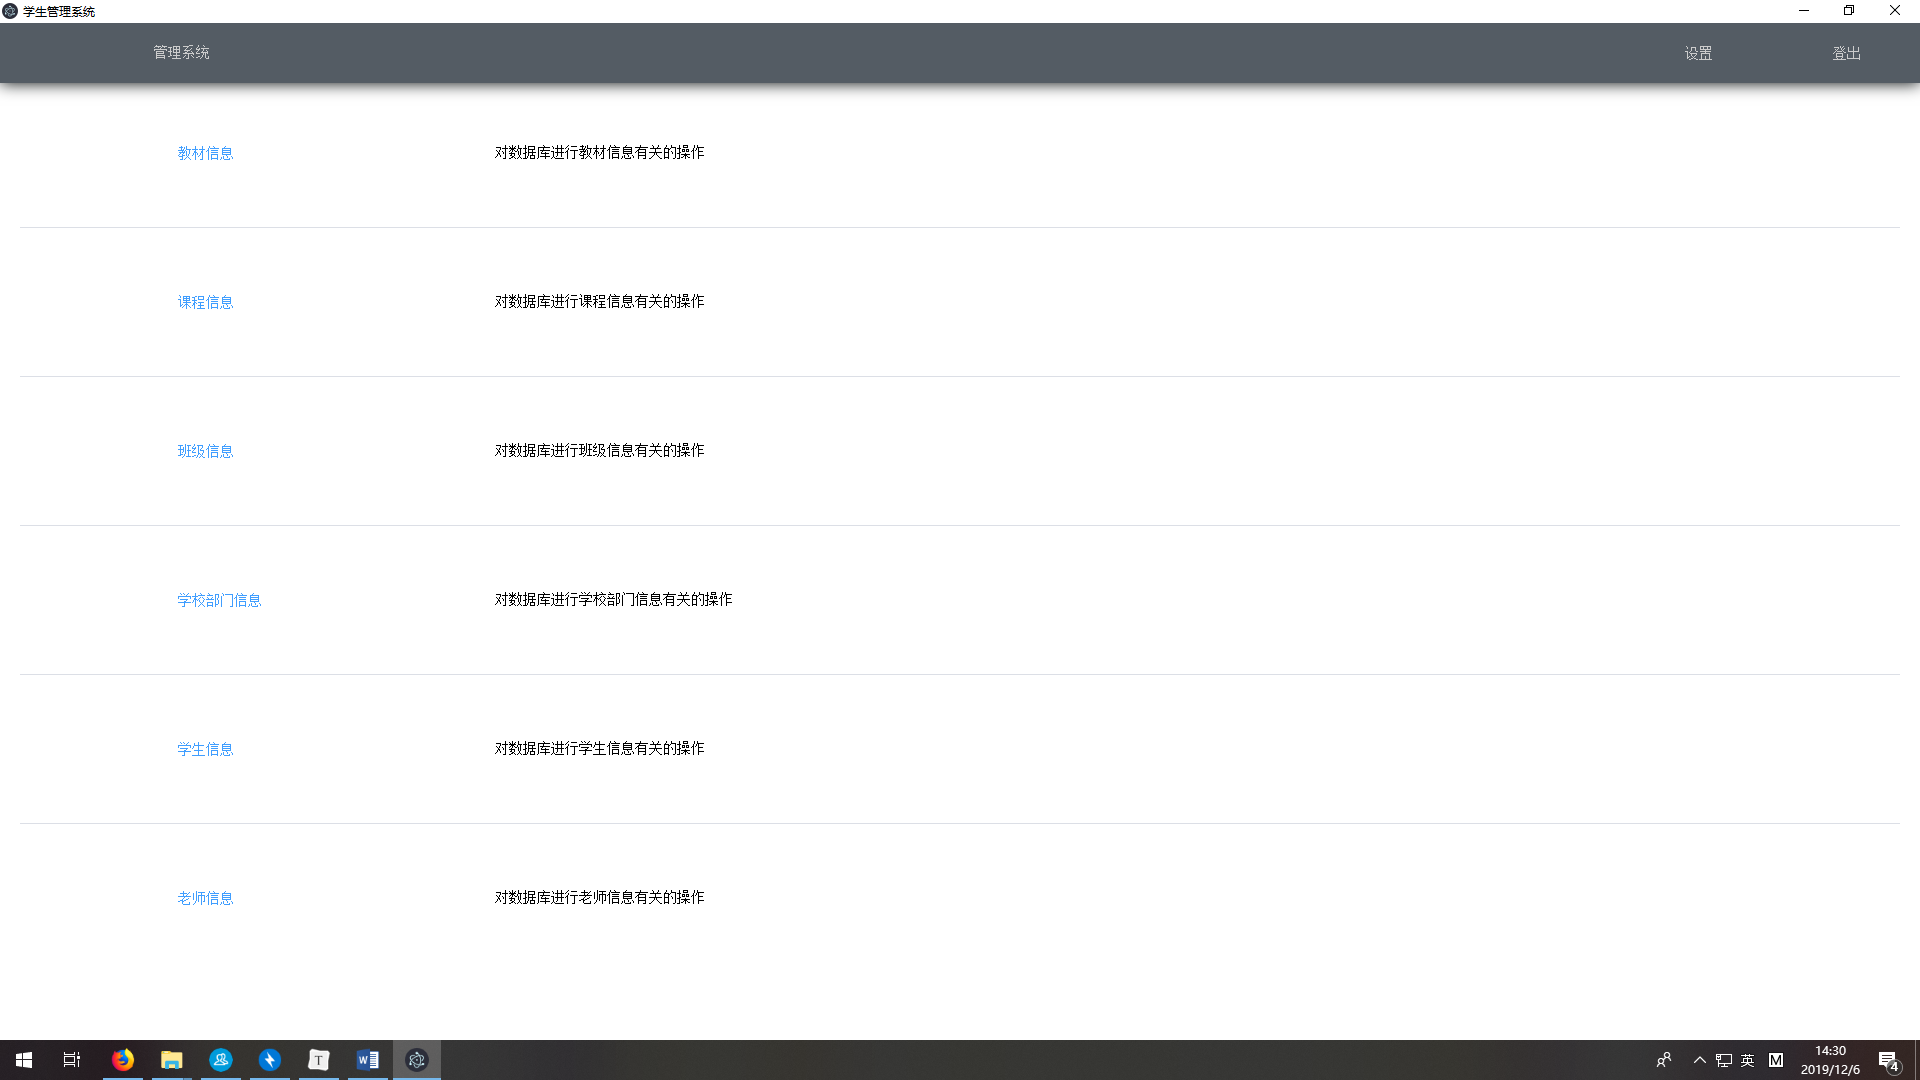 学生管理系统
管理系统 设置 登出
教材信息 对数据库进行教材信息有关的操作
课程信息 对数据库进行课程信息有关的操作
班级信息 对数据库进行班级信息有关的操作
学校部门信息 对数据库进行学校部门信息有关的操作
学生信息 对数据库进行学生信息有关的操作
老师信息 对数据库进行老师信息有关的操作
T W 英 M 14:30 4
2019/12/6